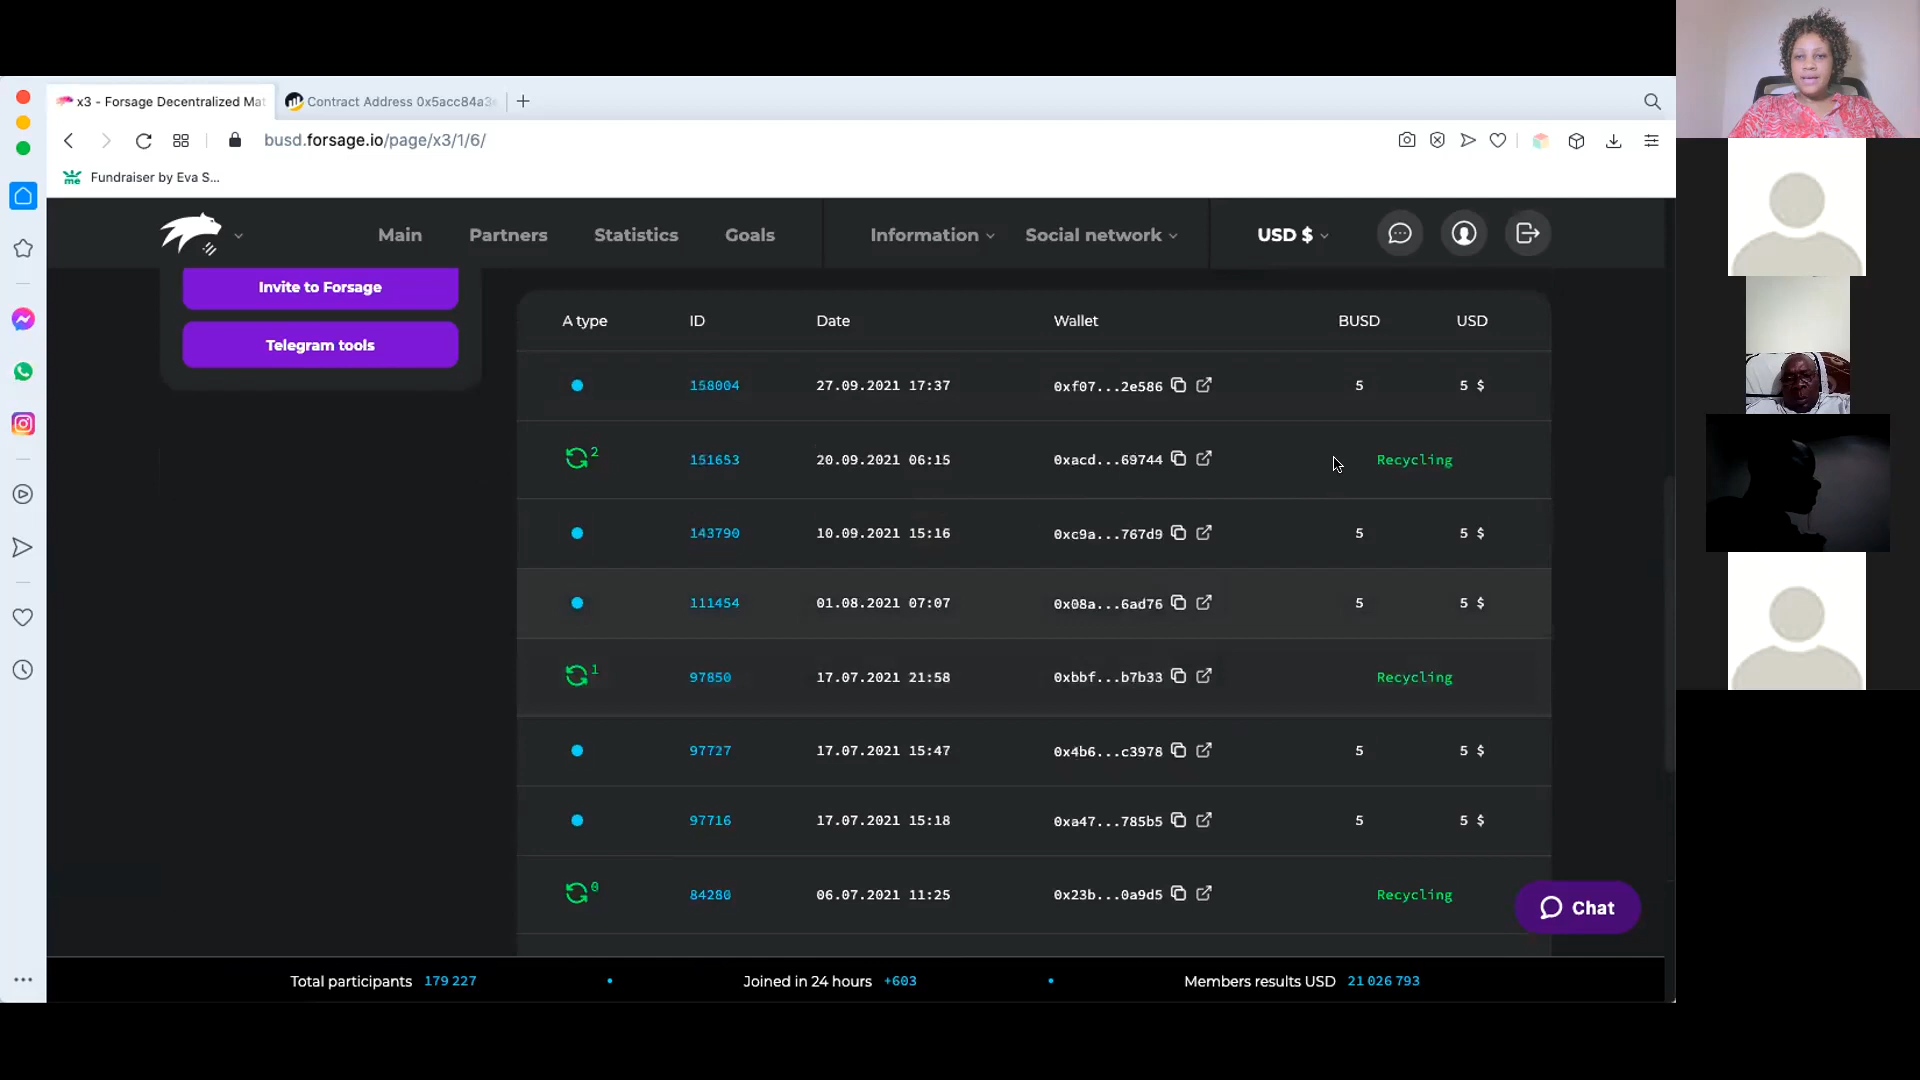 x3 - Forsage Decentralized Mat
Contract Address 0x5acc84a3
busd.forsage.io/page/x3/1/6/
me
Fundraiser by Eva S...
Main
Partners
Statistics
Goals
Information
Social network
USD $
Invite to Forsage
Telegram tools
A type ID Date Wallet BUSD USD
158004 27.09.2021 17:37 0xf07...2e586 5 5 $
2 151653 20.09.2021 06:15 0xacd...69744 Recycling
143790 10.09.2021 15:16 0xc9a...767d9 5 5 $
111454 01.08.2021 07:07 0x08a...6ad76 5 5 $
1 97850 17.07.2021 21:58 0xbbf...b7b33 Recycling
97727 17.07.2021 15:47 0x4b6...c3978 5 5 $
97716 17.07.2021 15:18 0xa47...785b5 5 5 $
0 84280 06.07.2021 11:25 0x23b...0a9d5 Recycling
Chat
Total participants 179 227 • Joined in 24 hours +603 • Members results USD 21 026 793